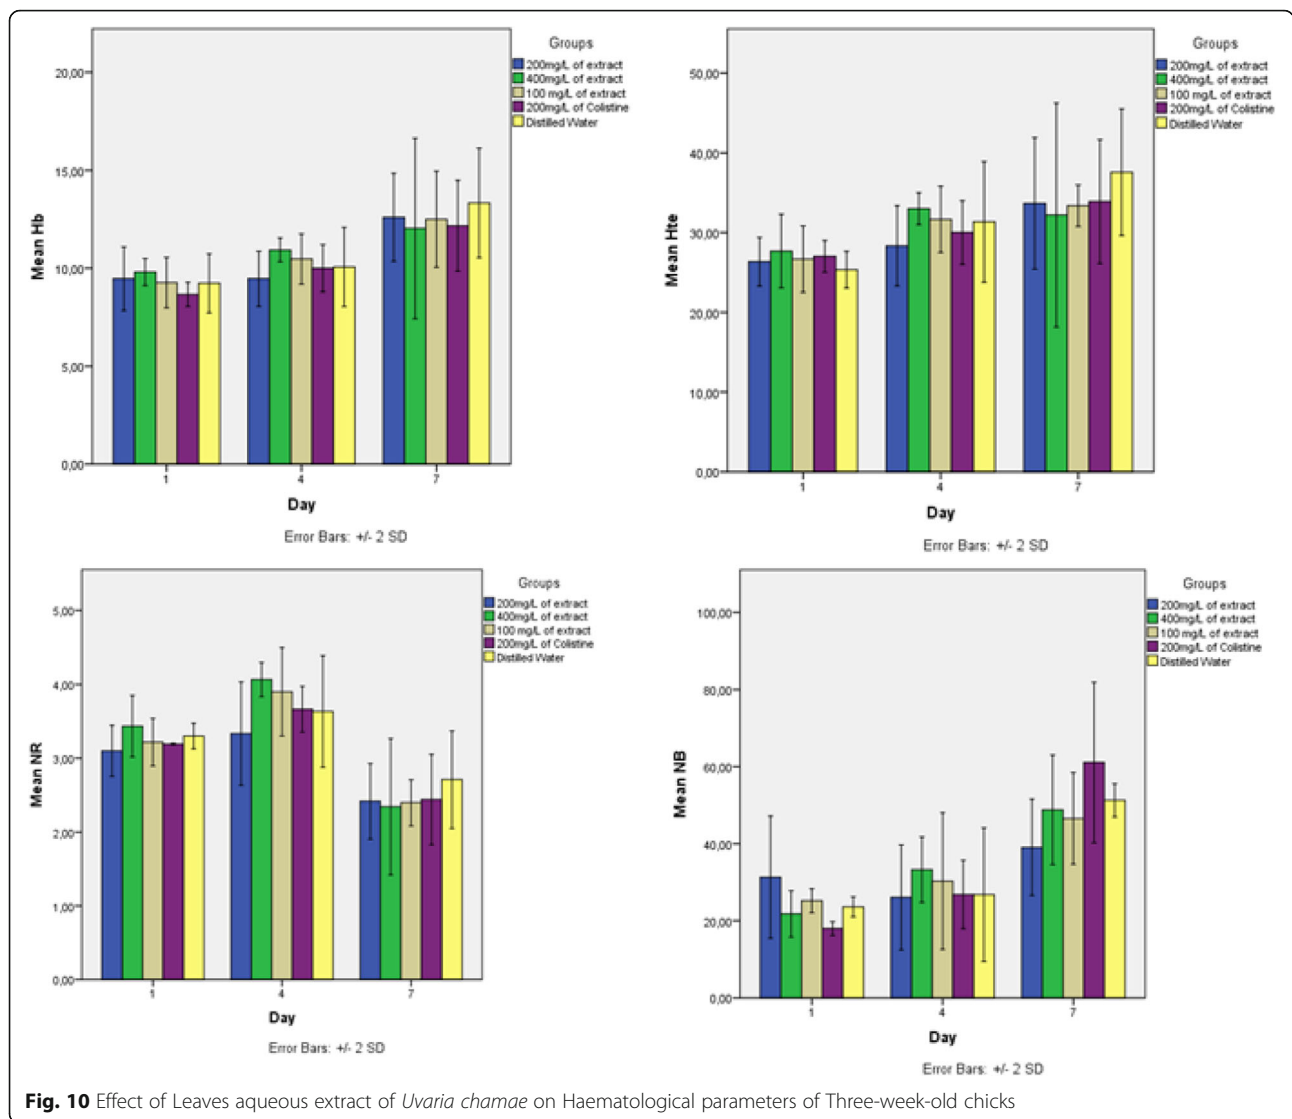 Groups
200mg/L of extract
400mg/L of extract
100 mg/L of extract
200mg/L of Colistine
Distilled Water
Mean Hb
20,00
15,00
10,00
5,00
0,00
1 4 7
Day
Error Bars: +/- 2 SD
Groups
200mg/L of extract
400mg/L of extract
100 mg/L of extract
200mg/L of Colistine
Distilled Water
Mean Hte
50,00
40,00
30,00
20,00
10,00
0,00
1 4 7
Day
Error Bars: +/- 2 SD
Groups
200mg/L of extract
400mg/L of extract
100 mg/L of extract
200mg/L of Colistine
Distilled Water
Mean NR
5,00
4,00
3,00
2,00
1,00
0,00
1 4 7
Day
Error Bars: +/- 2 SD
Groups
200mg/L of extract
400mg/L of extract
100 mg/L of extract
200mg/L of Colistine
Distilled Water
Mean NB
100,00
80,00
60,00
40,00
20,00
0,00
1 4 7
Day
Error Bars: +/- 2 SD
Fig. 10 Effect of Leaves aqueous extract of Uvaria chamae on Haematological parameters of Three-week-old chicks